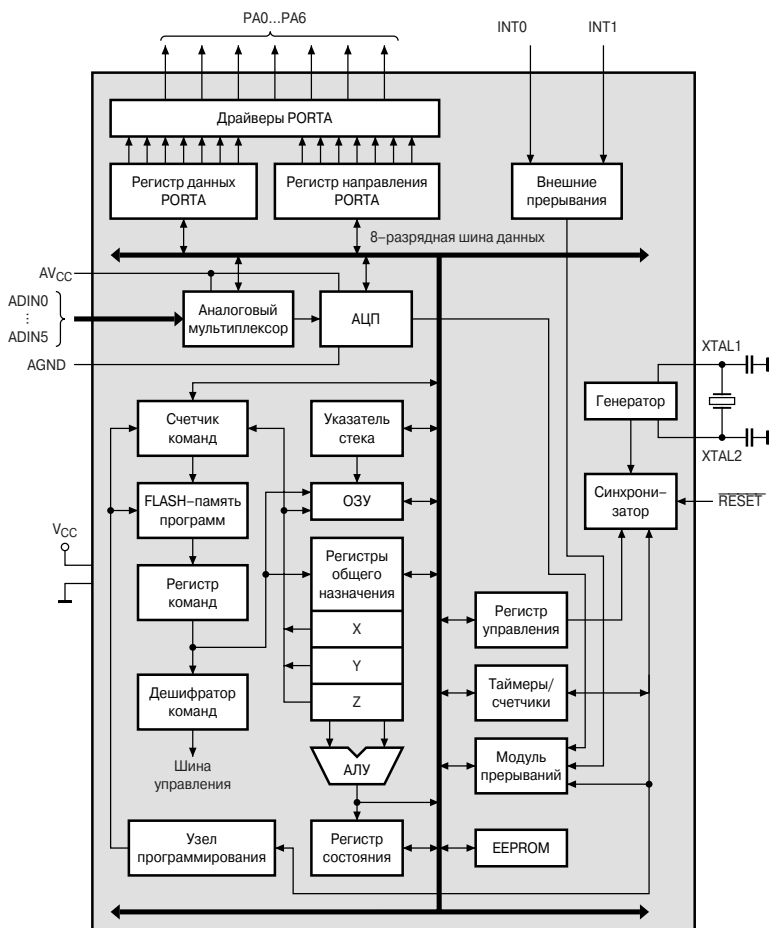 PA0...PA6
INT0
INT1
Драйверы PORTA
Регистр данных
PORTA
Регистр направления
PORTA
Внешние
прерывания
8–разрядная шина данных
AVCC
ADIN0
⋮
ADIN5
AGND
Аналоговый
мультиплексор
АЦП
XTAL1
Генератор
XTAL2
Счетчик
команд
Указатель
стека
FLASH–память
программ
ОЗУ
Синхрони-
затор
RESET
VCC
Регистр
команд
Регистры
общего
назначения
X
Y
Z
Регистр
управления
Дешифратор
команд
Таймеры/
счетчики
Шина
управления
АЛУ
Модуль
прерываний
Узел
программирования
Регистр
состояния
EEPROM